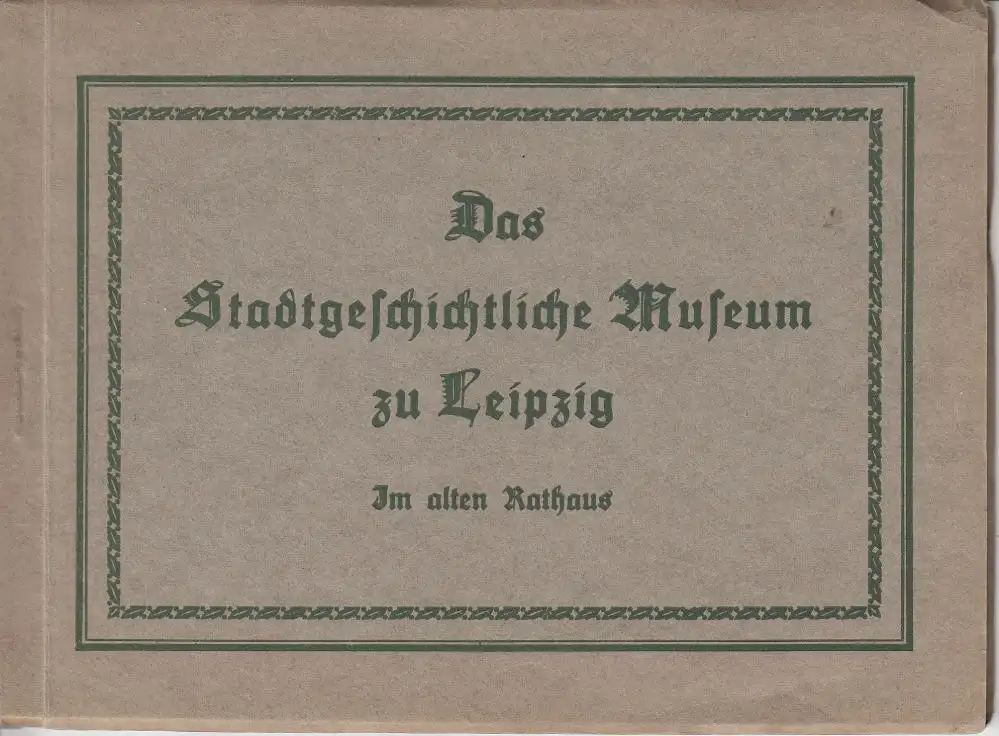 Das
Stadtgeſchichtliche Muſeum
zu Leipzig
Im alten Rathaus